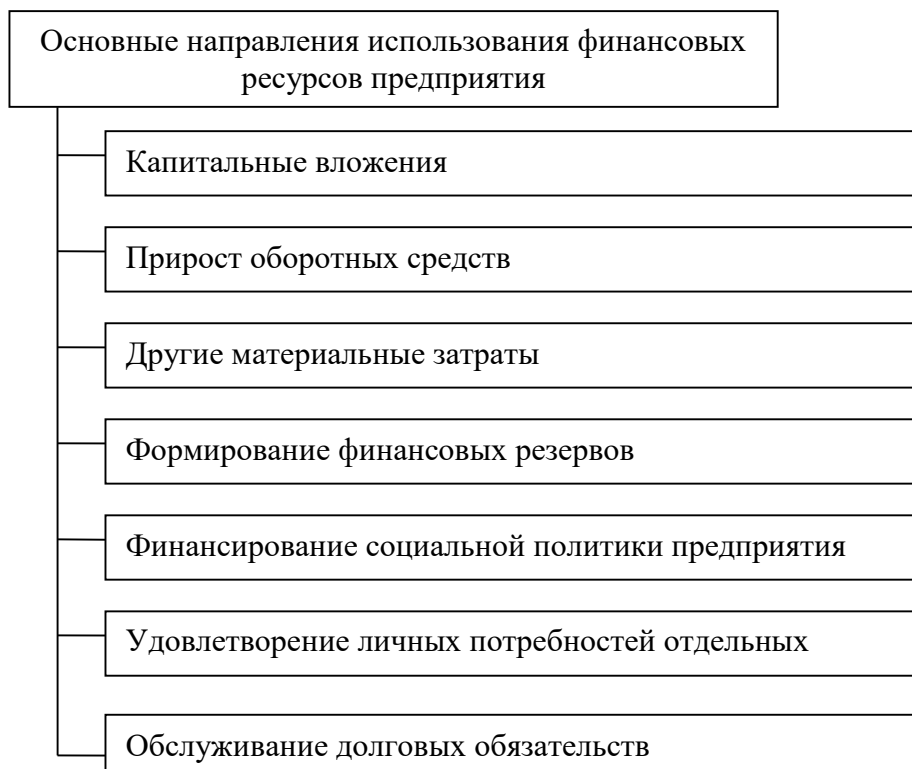 Основные направления использования финансовых
ресурсов предприятия
Капитальные вложения
Прирост оборотных средств
Другие материальные затраты
Формирование финансовых резервов
Финансирование социальной политики предприятия
Удовлетворение личных потребностей отдельных
Обслуживание долговых обязательств